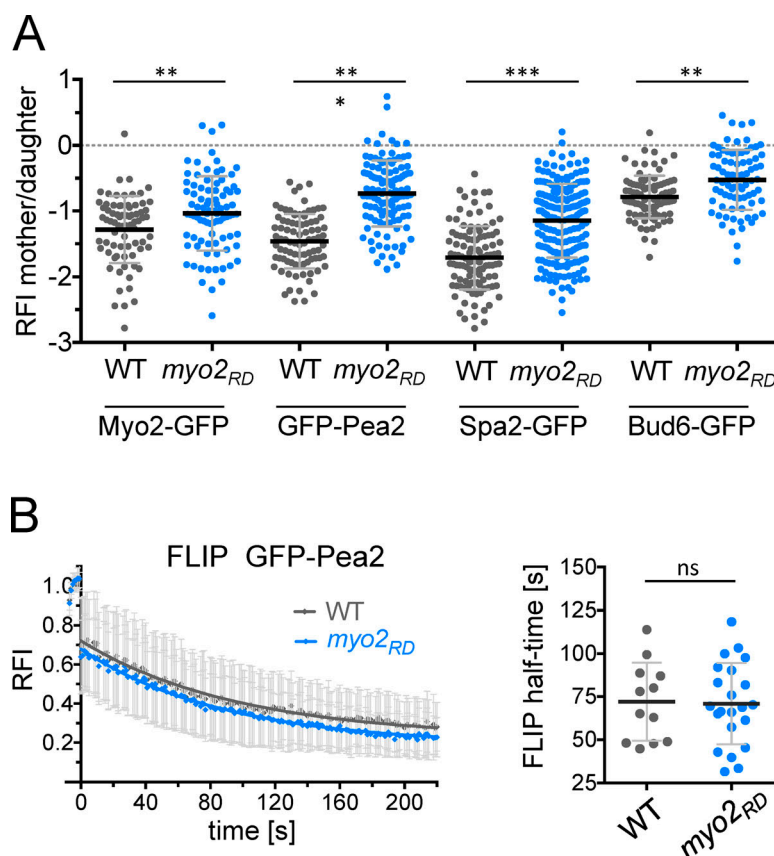 A
** ** *** **
*
1
0
-1
-2
-3
RFI mother/daughter
WT myo2RD WT myo2RD WT myo2RD WT myo2RD
Myo2-GFP GFP-Pea2 Spa2-GFP Bud6-GFP
B
FLIP GFP-Pea2
WT
myo2RD
1.0
0.8
0.6
0.4
0.2
RFI
0 40 80 120 160 200
time [s]
ns
150
125
100
75
50
25
FLIP half-time [s]
WT myo2RD